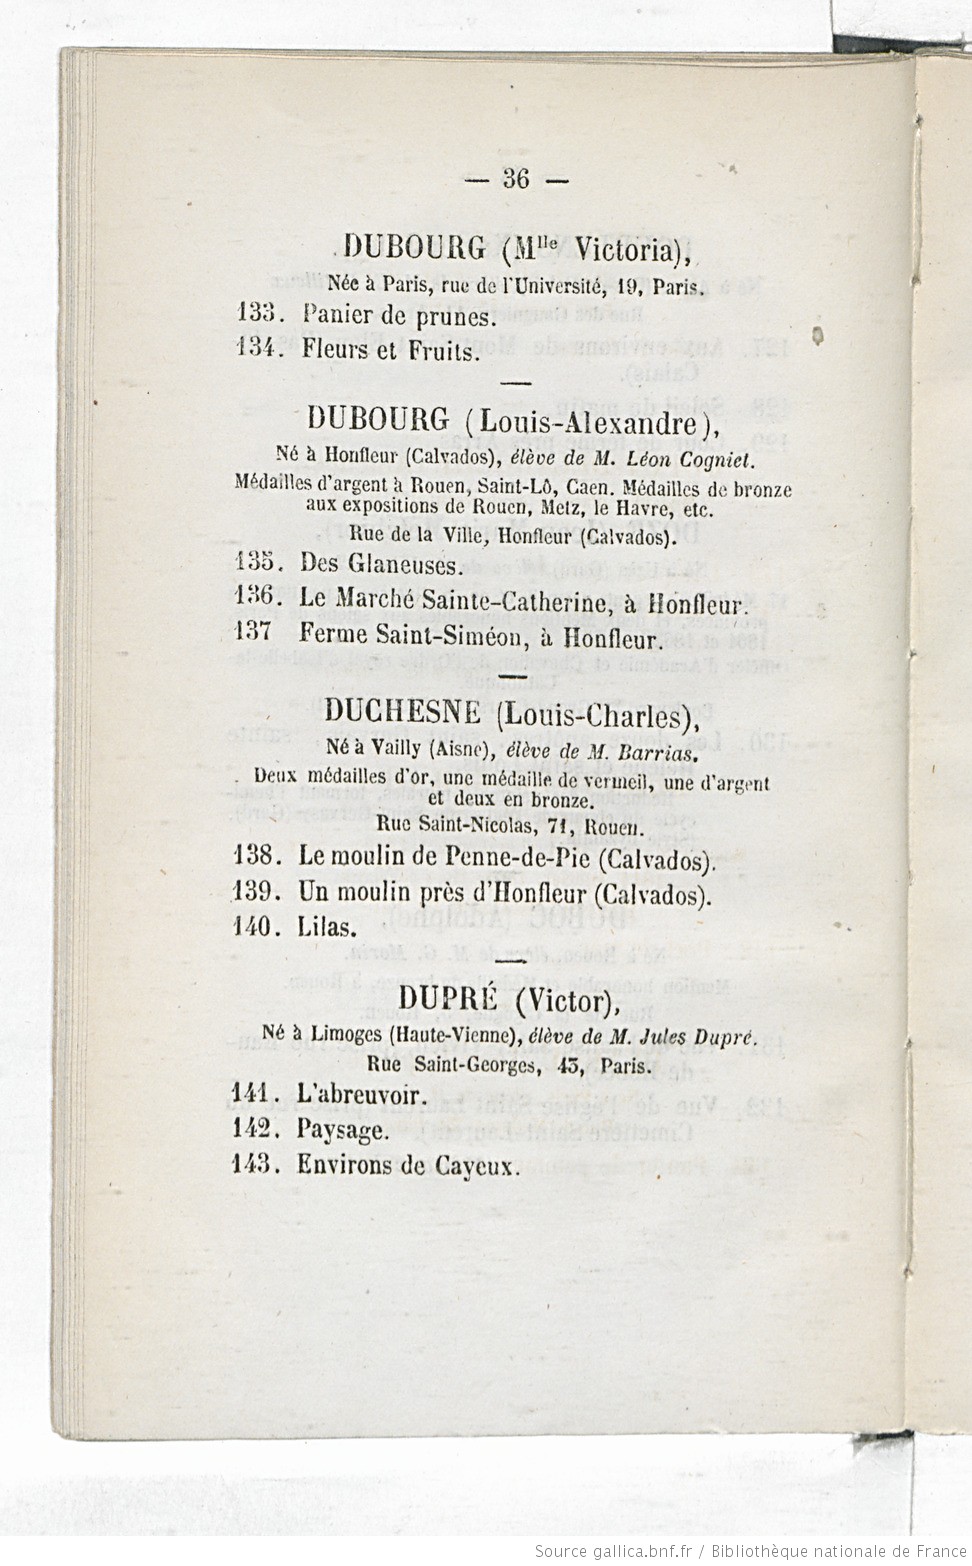 — 36 —
DUBOURG (Mlle Victoria),
Née à Paris, rue de l'Université, 19, Paris.
133. Panier de prunes.
134. Fleurs et Fruits.
DUBOURG (Louis-Alexandre),
Né à Honfleur (Calvados), élève de M. Léon Cogniet.
Médailles d'argent à Rouen, Saint-Lô, Caen. Médailles de bronze
aux expositions de Rouen, Metz, le Havre, etc.
Rue de la Ville, Honfleur (Calvados).
135. Des Glaneuses.
136. Le Marché Sainte-Catherine, à Honfleur.
137 Ferme Saint-Siméon, à Honfleur.
DUCHESNE (Louis-Charles),
Né à Vailly (Aisne), élève de M. Barrias.
Deux médailles d'or, une médaille de vermeil, une d'argent
et deux en bronze.
Rue Saint-Nicolas, 71, Rouen.
138. Le moulin de Penne-de-Pie (Calvados).
139. Un moulin près d'Honfleur (Calvados).
140. Lilas.
DUPRÉ (Victor),
Né à Limoges (Haute-Vienne), élève de M. Jules Dupré.
Rue Saint-Georges, 43, Paris.
141. L'abreuvoir.
142. Paysage.
143. Environs de Cayeux.
Source gallica.bnf.fr / Bibliothèque nationale de France